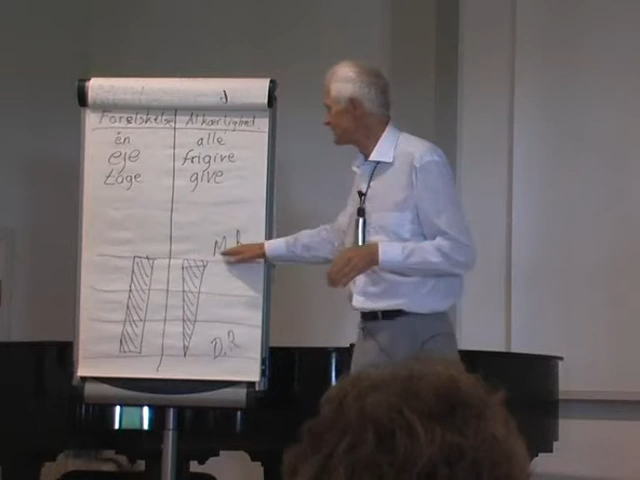 Forelskelse Alkærlighed
én alle
eje frigive
tage give
D.R